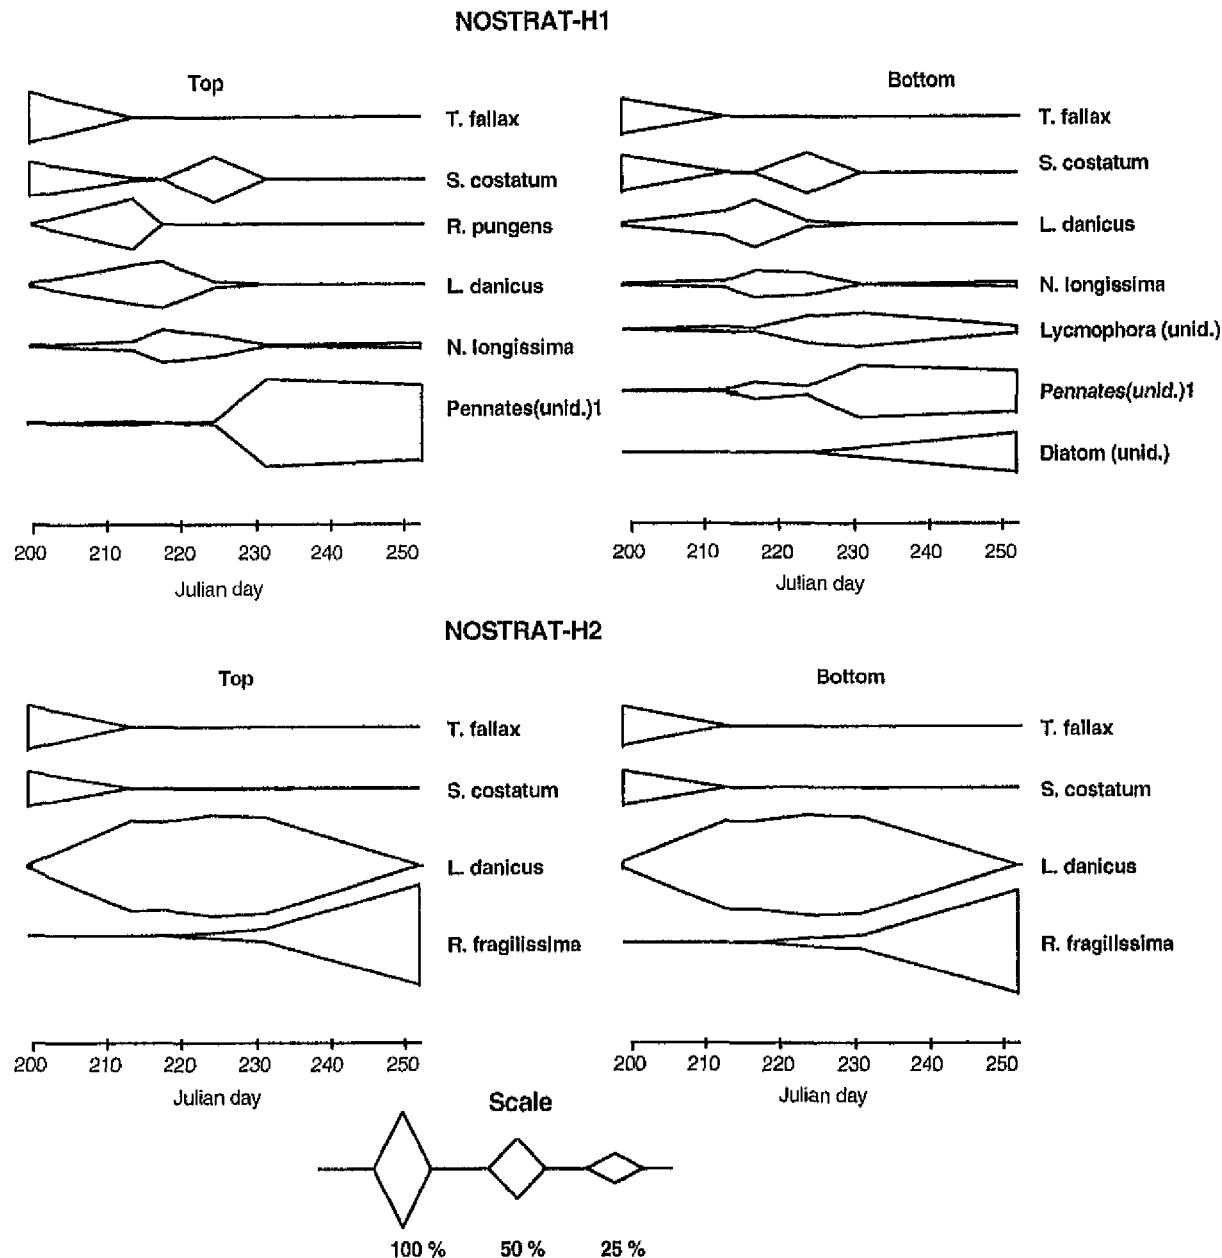 NOSTRAT-H1
Top
T. fallax
S. costatum
R. pungens
L. danicus
N. longissima
Pennates(unid.)1
200 210 220 230 240 250
Julian day
Bottom
T. fallax
S. costatum
L. danicus
N. longissima
Lycmophora (unid.)
Pennates(unid.)1
Diatom (unid.)
200 210 220 230 240 250
Julian day
NOSTRAT-H2
Top
T. fallax
S. costatum
L. danicus
R. fragilissima
200 210 220 230 240 250
Julian day
Bottom
T. fallax
S. costatum
L. danicus
R. fragilissima
200 210 220 230 240 250
Julian day
Scale
100 % 50 % 25 %